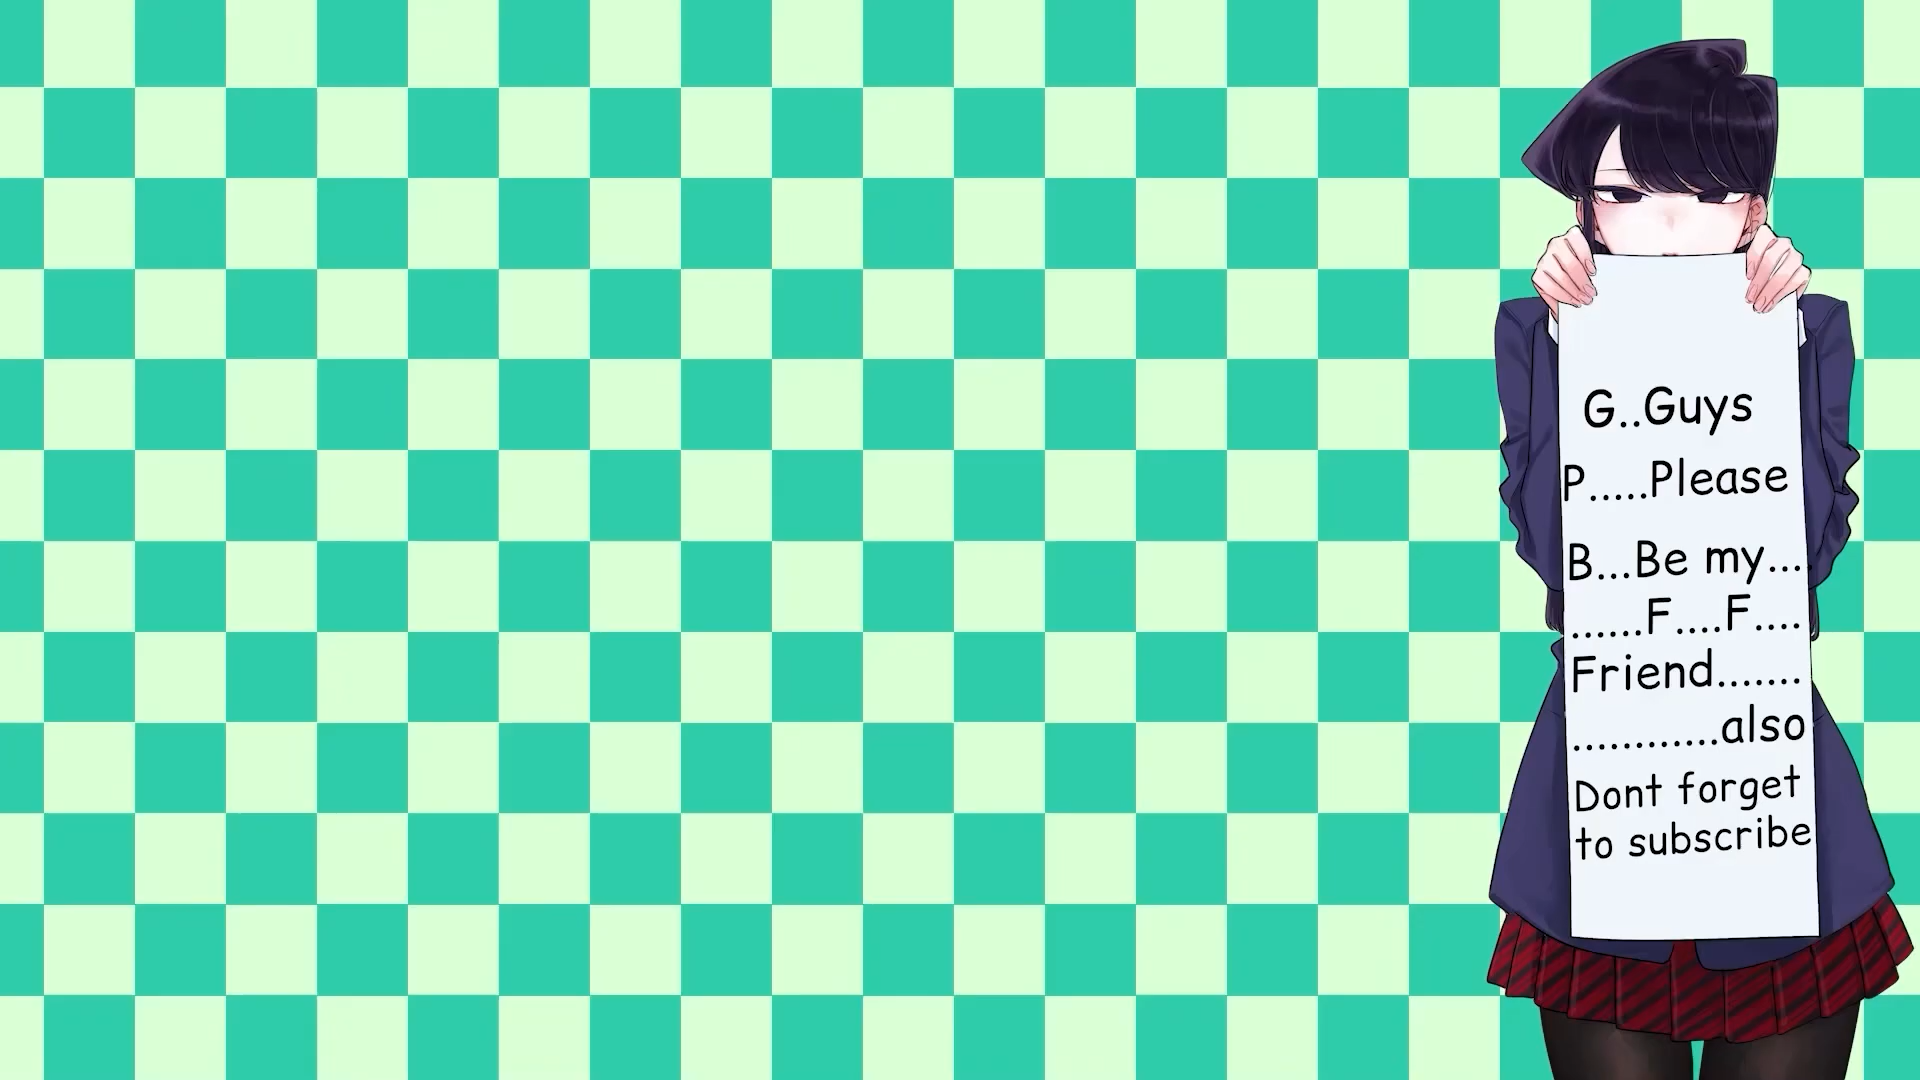 G..Guys
P.....Please
B...Be my....
......F....F....
Friend.......
............also
Dont forget
to subscribe